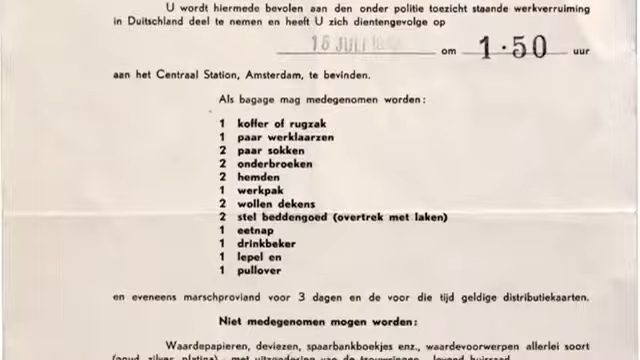 U wordt hiermede bevolen aan den onder politie toezicht staande werkverruiming
in Duitschland deel te nemen en heeft U zich dientengevolge op
15 JULI om 1.50 uur
aan het Centraal Station, Amsterdam, te bevinden.
Als bagage mag medegenomen worden:
1 koffer of rugzak
1 paar werklaarzen
2 paar sokken
2 onderbroeken
2 hemden
1 werkpak
2 wollen dekens
2 stel beddengoed (overtrek met laken)
1 eetnap
1 drinkbeker
1 lepel en
1 pullover
en eveneens marschproviand voor 3 dagen en de voor die tijd geldige distributiekaarten.
Niet medegenomen mogen worden:
Waardepapieren, deviezen, spaarbankboekjes enz., waardevoorwerpen allerlei soort